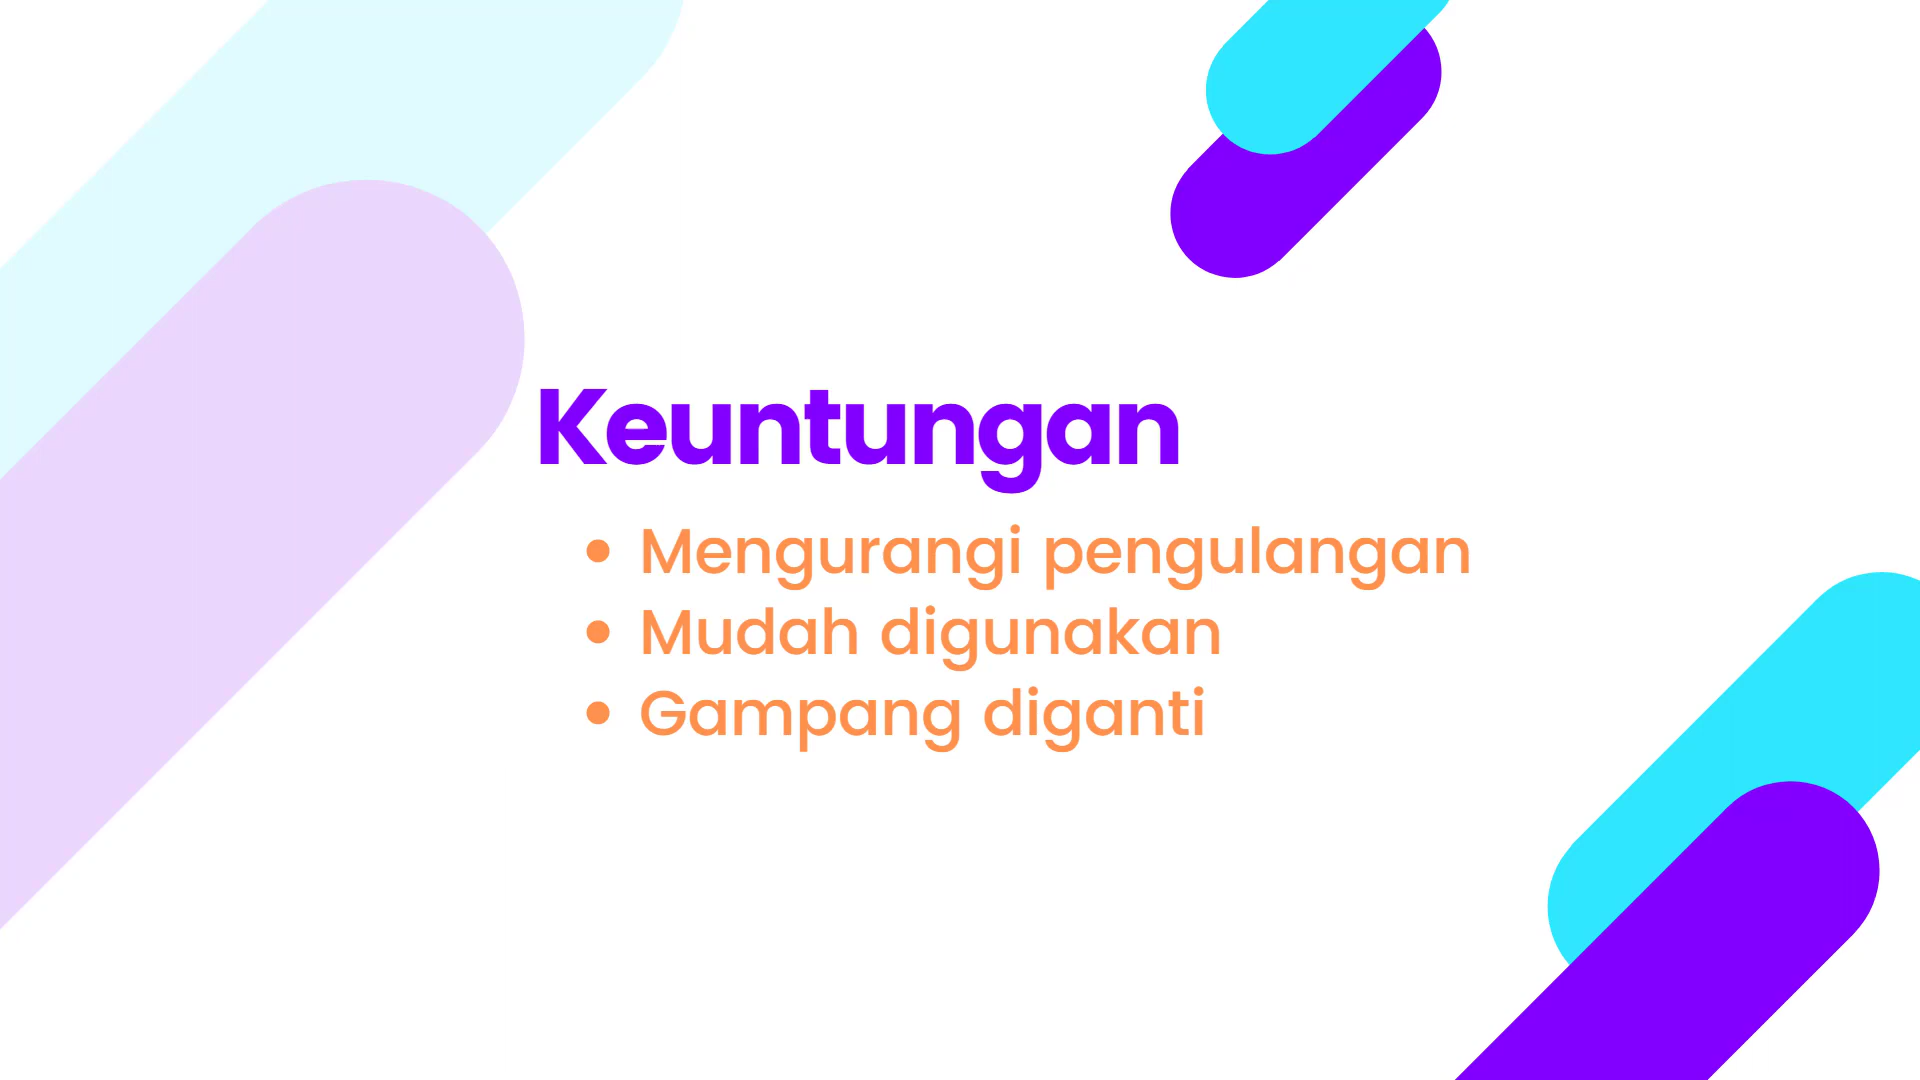 Keuntungan
• Mengurangi pengulangan
• Mudah digunakan
• Gampang diganti